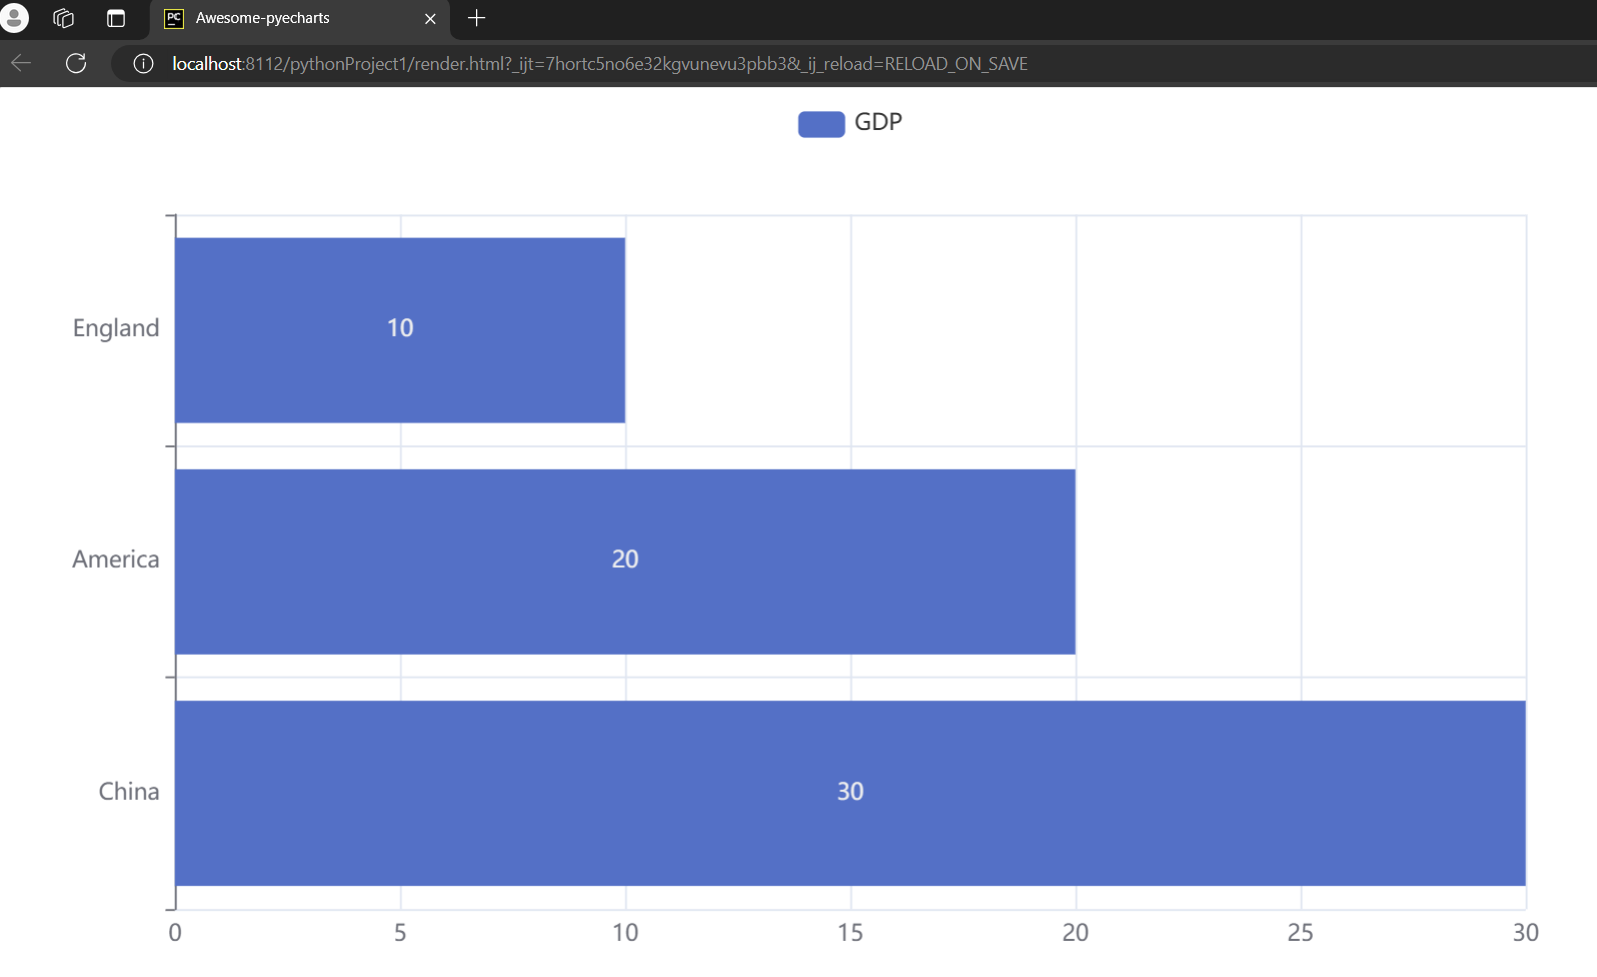 PC Awesome-pyecharts
localhost:8112/pythonProject1/render.html?_ijt=7hortc5no6e32kgvunevu3pbb3&_ij_reload=RELOAD_ON_SAVE
GDP
England 10
America 20
China 30
0 5 10 15 20 25 30